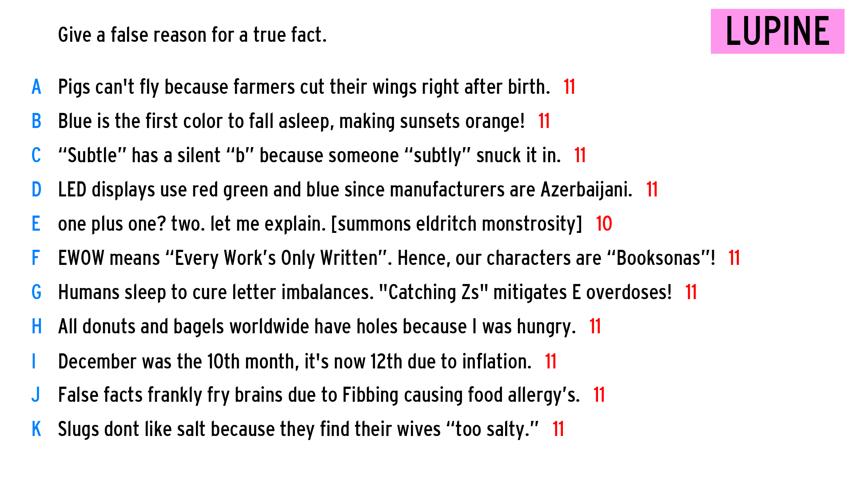 Give a false reason for a true fact.
LUPINE
A Pigs can't fly because farmers cut their wings right after birth. 11
B Blue is the first color to fall asleep, making sunsets orange! 11
C “Subtle” has a silent “b” because someone “subtly” snuck it in. 11
D LED displays use red green and blue since manufacturers are Azerbaijani. 11
E one plus one? two. let me explain. [summons eldritch monstrosity] 10
F EWOW means “Every Work’s Only Written”. Hence, our characters are “Booksonas”! 11
G Humans sleep to cure letter imbalances. "Catching Zs" mitigates E overdoses! 11
H All donuts and bagels worldwide have holes because I was hungry. 11
I December was the 10th month, it's now 12th due to inflation. 11
J False facts frankly fry brains due to Fibbing causing food allergy’s. 11
K Slugs dont like salt because they find their wives “too salty.” 11